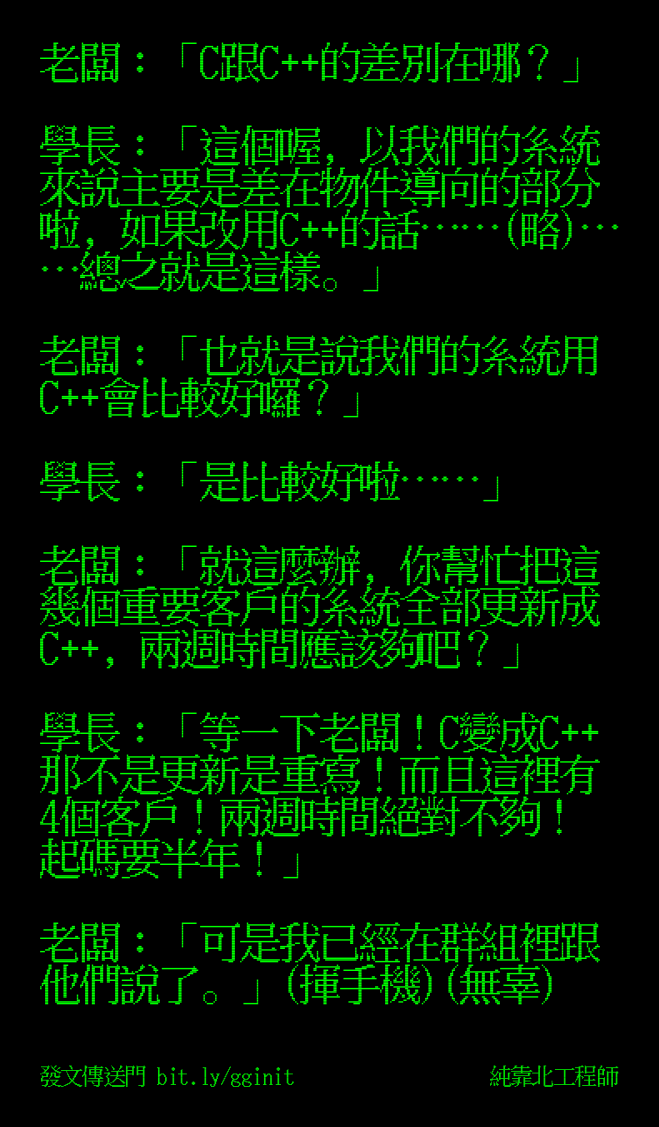 老闆：「C跟C++的差別在哪？」
學長：「這個喔，以我們的系統
來說主要是差在物件導向的部分
啦，如果改用C++的話……(略)…
…總之就是這樣。」
老闆：「也就是說我們的系統用
C++會比較好囉？」
學長：「是比較好啦……」
老闆：「就這麼辦，你幫忙把這
幾個重要客戶的系統全部更新成
C++，兩週時間應該夠吧？」
學長：「等一下老闆！C變成C++
那不是更新是重寫！而且這裡有
4個客戶！兩週時間絕對不夠！
起碼要半年！」
老闆：「可是我已經在群組裡跟
他們說了。」(揮手機)(無辜)
發文傳送門 bit.ly/gginit
純靠北工程師